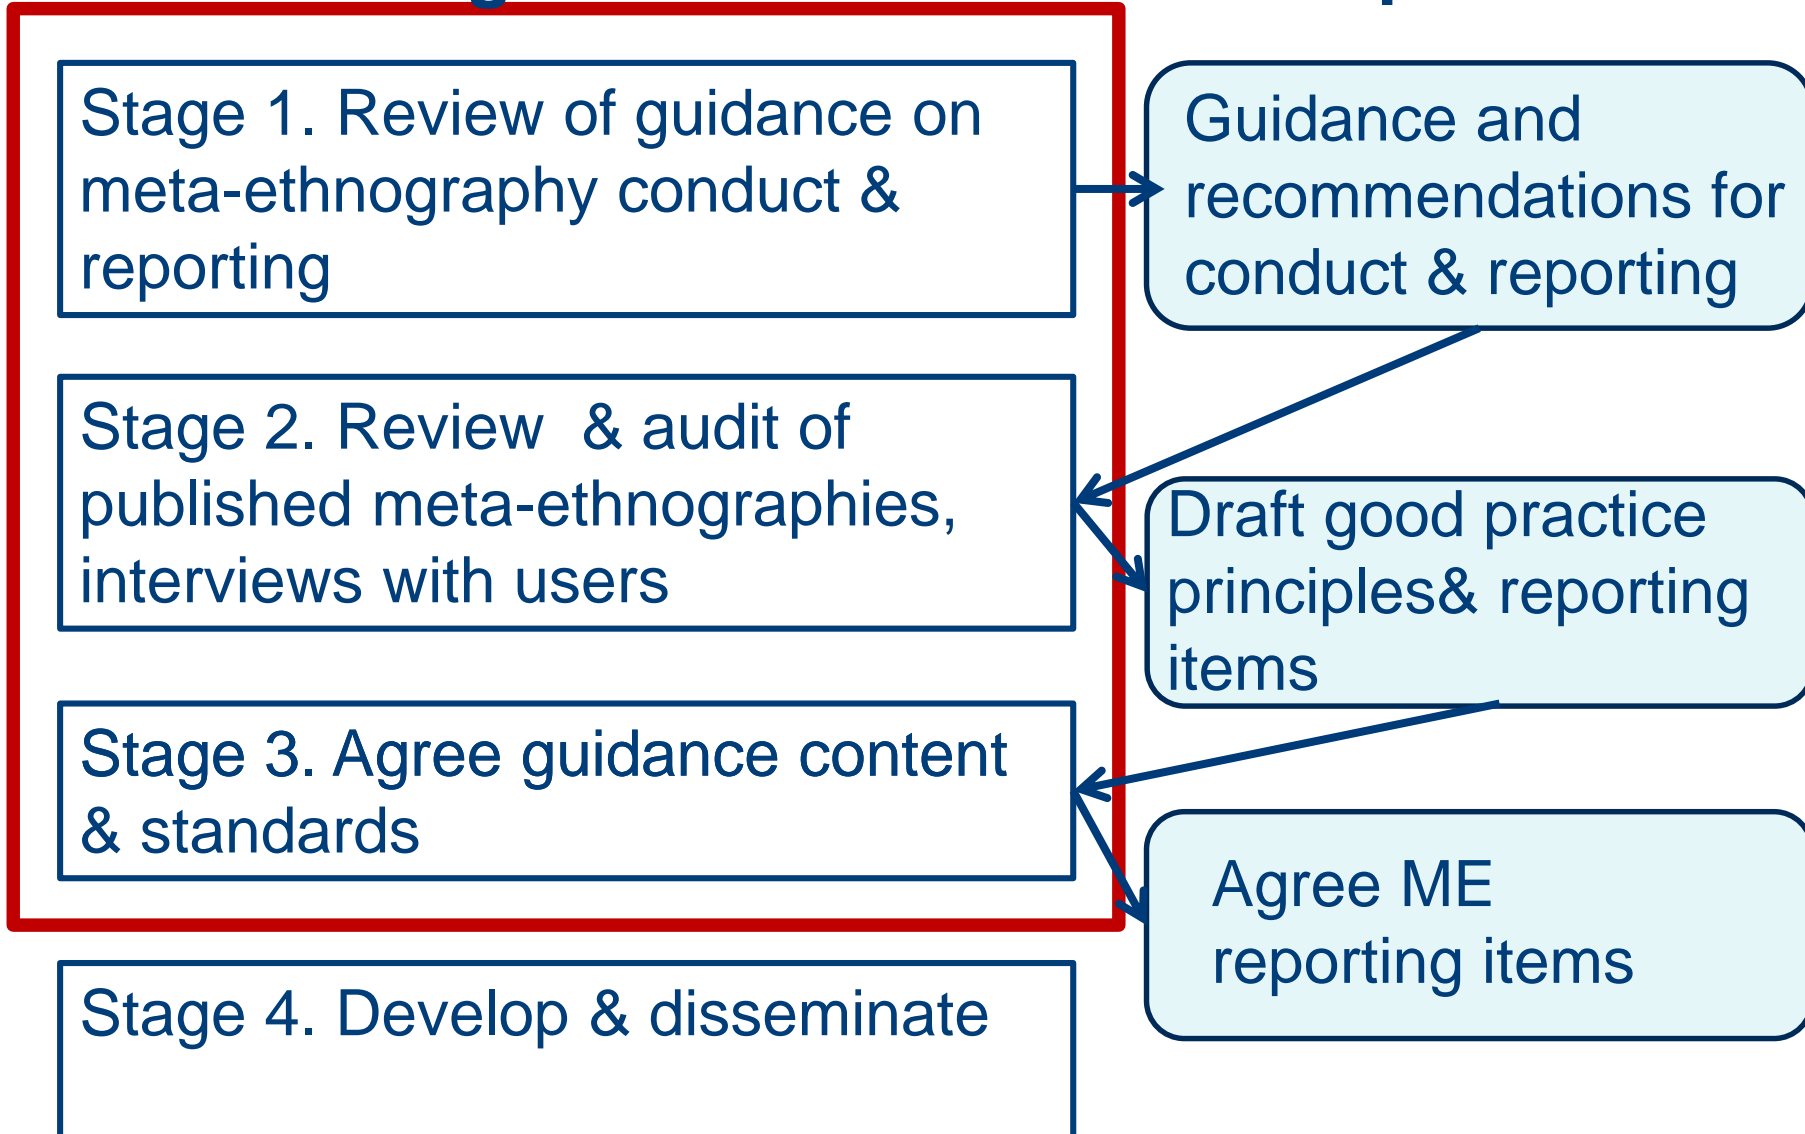 Stage 1. Review of guidance on
meta-ethnography conduct &
reporting
Guidance and
recommendations for
conduct & reporting
Stage 2. Review  & audit of
published meta-ethnographies,
interviews with users
Draft good practice
principles& reporting
items
Stage 3. Agree guidance content
& standards
Agree ME
reporting items
Stage 4. Develop & disseminate